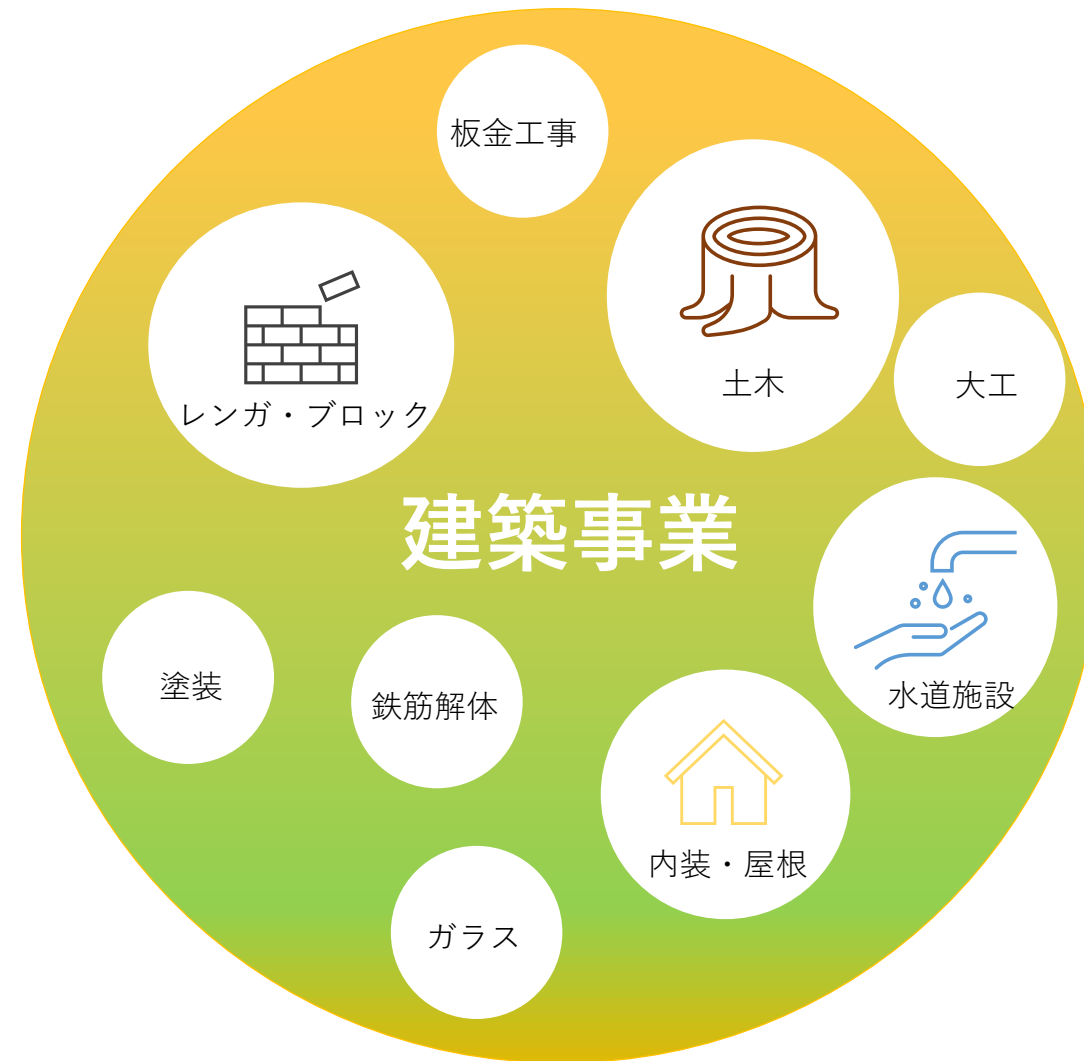 板金工事
土木
大工
レンガ・ブロック
建築事業
塗装
鉄筋解体
水道施設
内装・屋根
ガラス